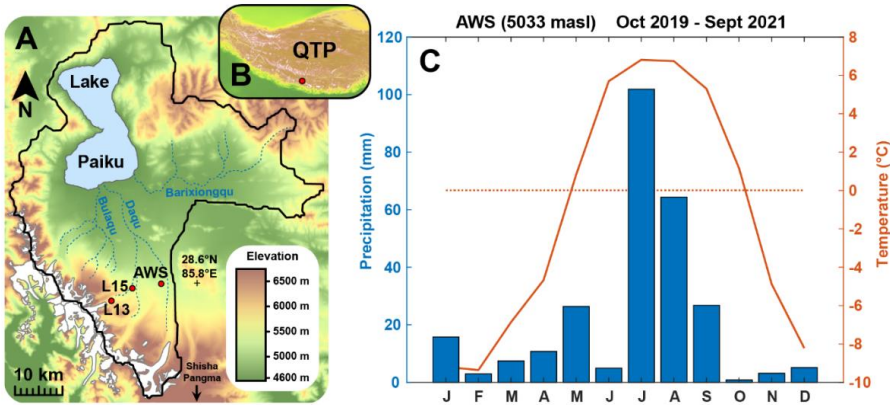 A
N
Lake
Paiku
Barixiongqu
Bulaqu
Daqu
AWS
L15
L13
28.6°N
85.8°E
+
Elevation
6500 m
6000 m
5500 m
5000 m
4600 m
10 km
Shisha
Pangma
B
QTP
AWS (5033 masl) Oct 2019 - Sept 2021
C
Precipitation (mm)
120
100
80
60
40
20
0
J F M A M J J A S O N D
Temperature (°C)
8
6
4
2
0
-2
-4
-6
-8
-10